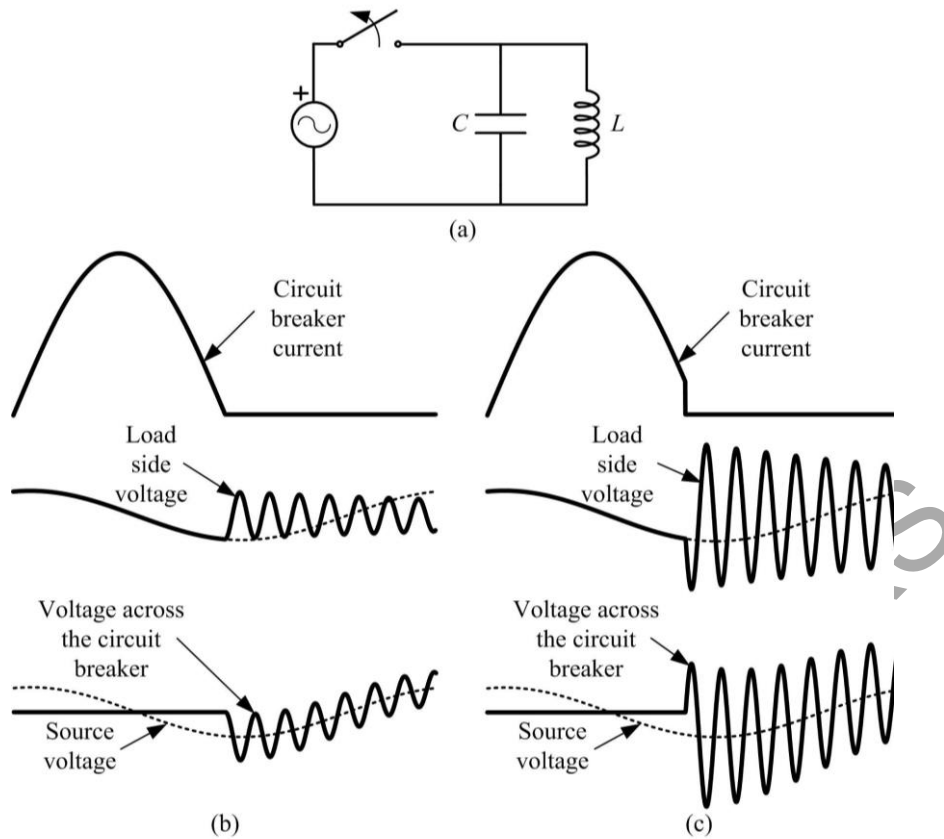 +
C
L
(a)
Circuit
breaker
current
Circuit
breaker
current
Load
side
voltage
Load
side
voltage
Voltage across
the circuit
breaker
Voltage across
the circuit
breaker
Source
voltage
Source
voltage
(b)
(c)
S